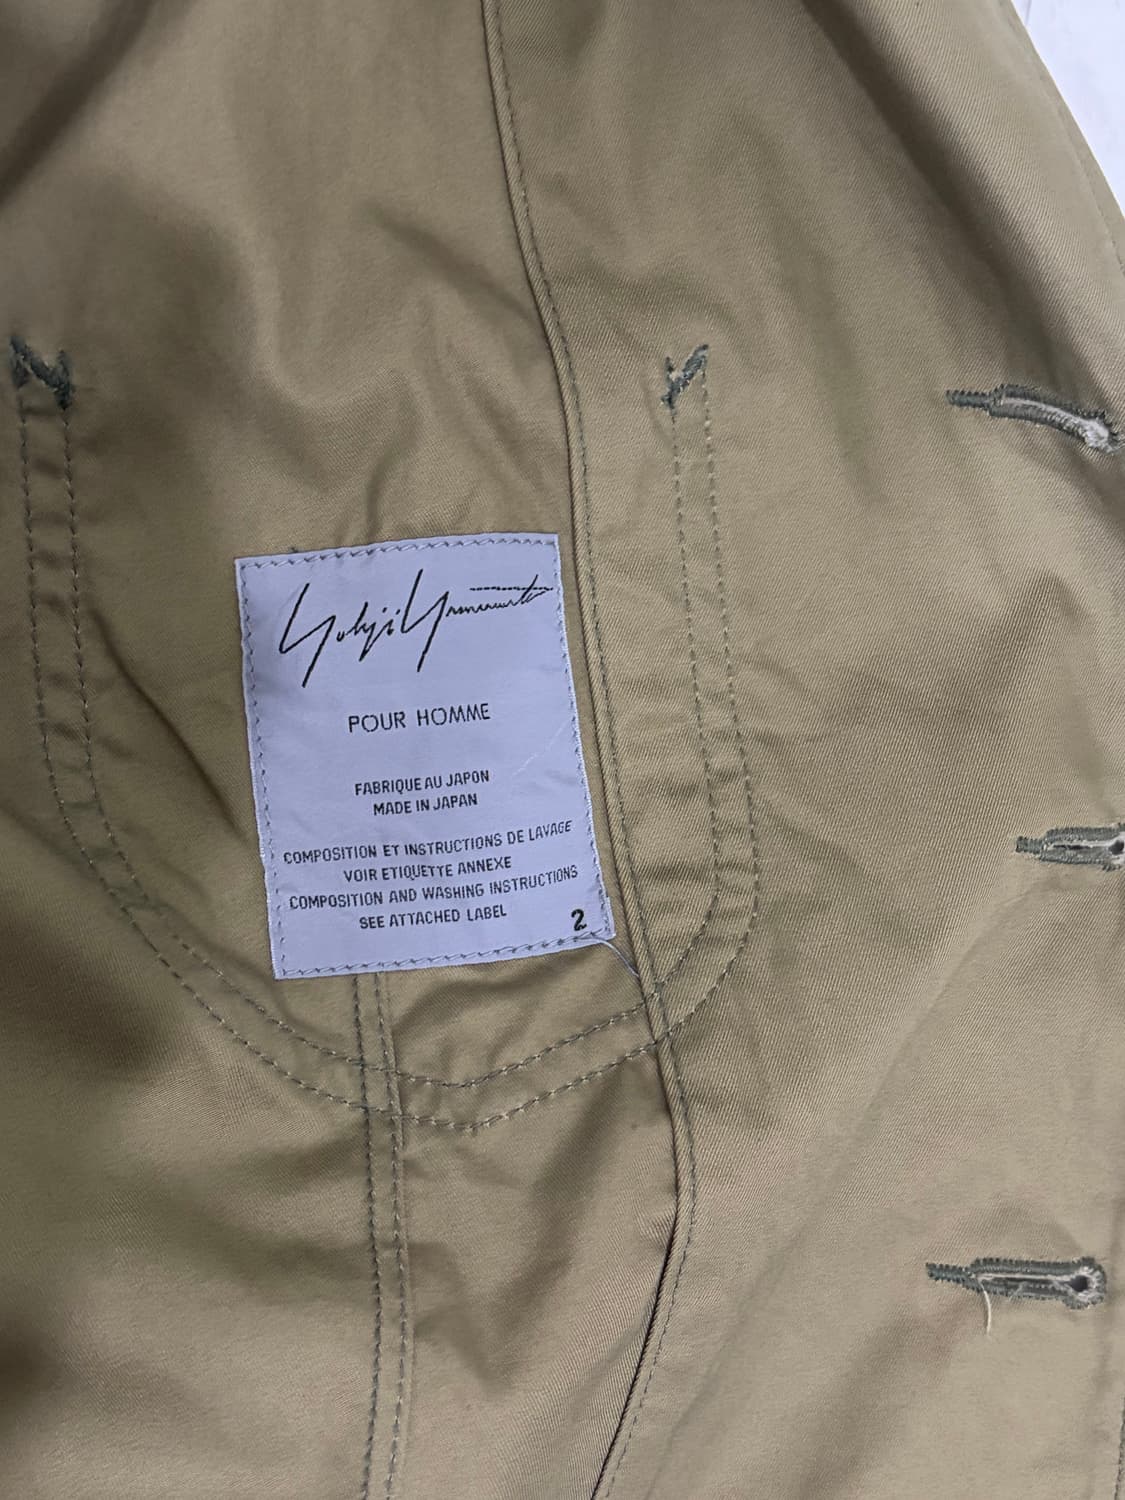 Yohji Yamamoto
POUR HOMME
FABRIQUE AU JAPON
MADE IN JAPAN
COMPOSITION ET INSTRUCTIONS DE LAVAGE
VOIR ETIQUETTE ANNEXE
COMPOSITION AND WASHING INSTRUCTIONS
SEE ATTACHED LABEL
2